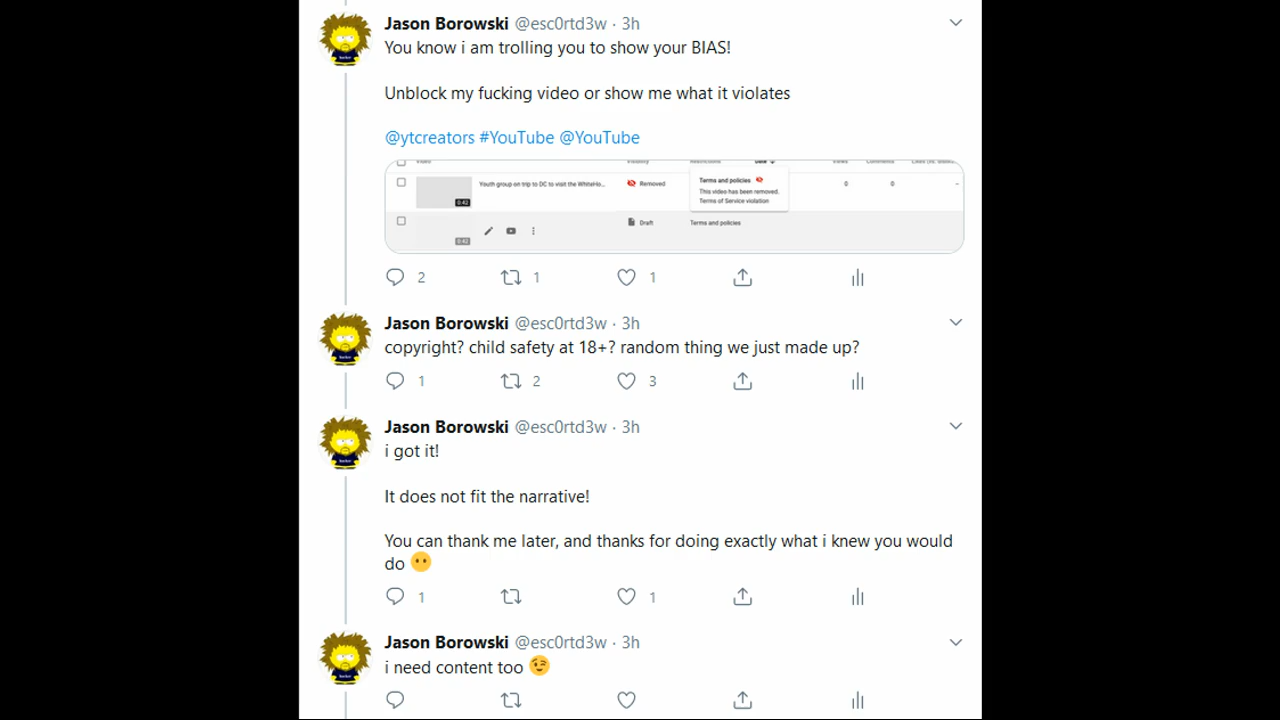 Jason Borowski @esc0rtd3w · 3h
You know i am trolling you to show your BIAS!
Unblock my fucking video or show me what it violates
@ytcreators #YouTube @YouTube
Video Visibility Restrictions Date Views Comments
Youth group on trip to DC to visit the WhiteHo... Removed Terms and policies 0 0 –
This video has been removed.
0:42 Terms of Service violation
Draft Terms and policies
0:42
2 1 1
Jason Borowski @esc0rtd3w · 3h
copyright? child safety at 18+? random thing we just made up?
1 2 3
Jason Borowski @esc0rtd3w · 3h
i got it!
It does not fit the narrative!
You can thank me later, and thanks for doing exactly what i knew you would
do 😶
1 1
Jason Borowski @esc0rtd3w · 3h
i need content too 😉